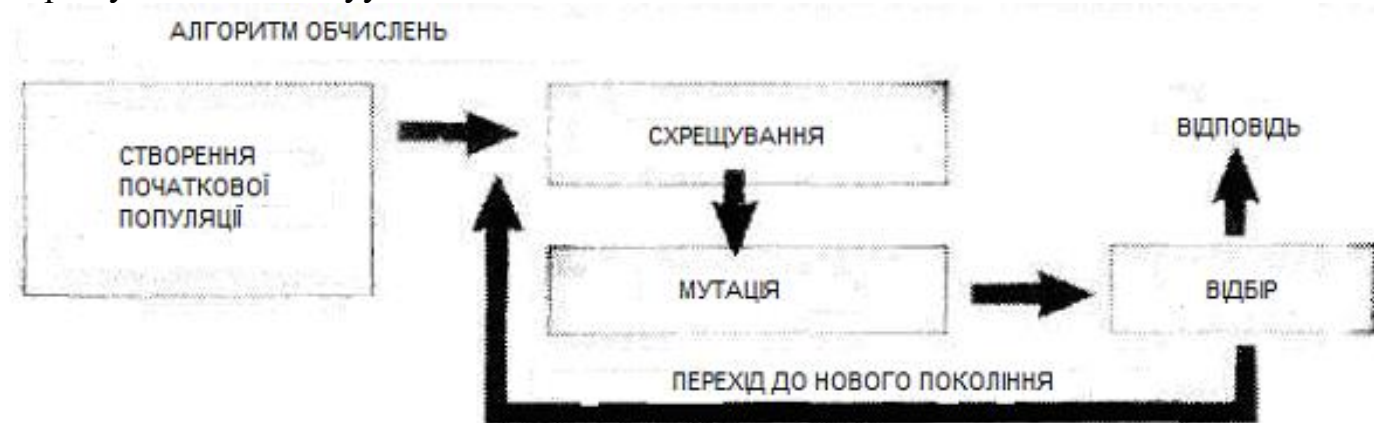 АЛГОРИТМ ОБЧИСЛЕНЬ
СТВОРЕННЯ
ПОЧАТКОВОЇ
ПОПУЛЯЦІЇ
СХРЕЩУВАННЯ
ВІДПОВІДЬ
МУТАЦІЯ
ВІДБІР
ПЕРЕХІД ДО НОВОГО ПОКОЛІННЯ